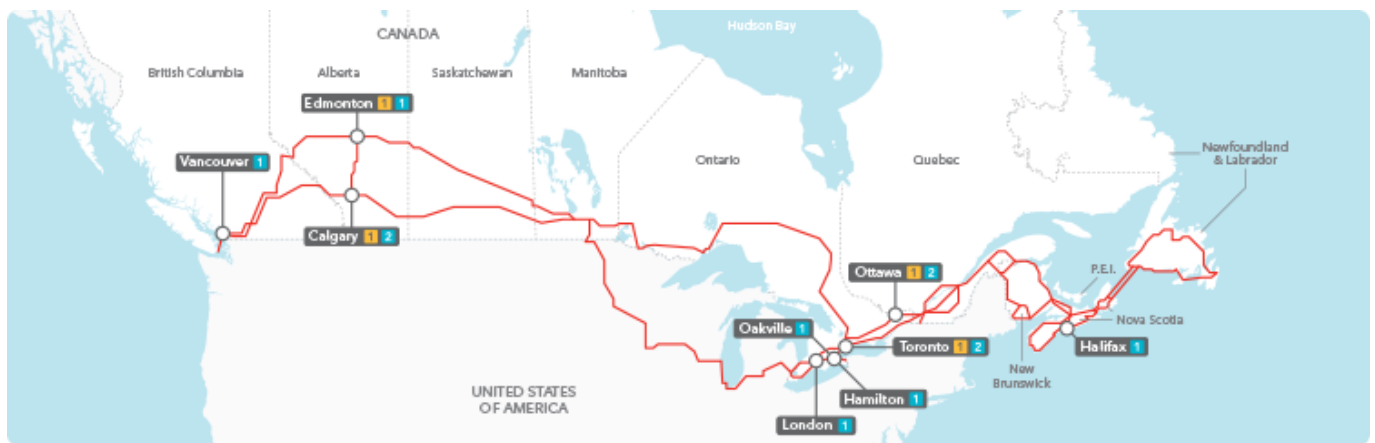 Hudson Bay
CANADA
British Columbia
Alberta
Saskatchewan
Manitoba
Edmonton 1 1
Vancouver 1
Ontario
Quebec
Newfoundland
& Labrador
Calgary 1 2
Ottawa 1 2
P.E.I.
Oakville 1
Nova Scotia
Toronto 1 2
Halifax 1
New
Brunswick
UNITED STATES
OF AMERICA
Hamilton 1
London 1